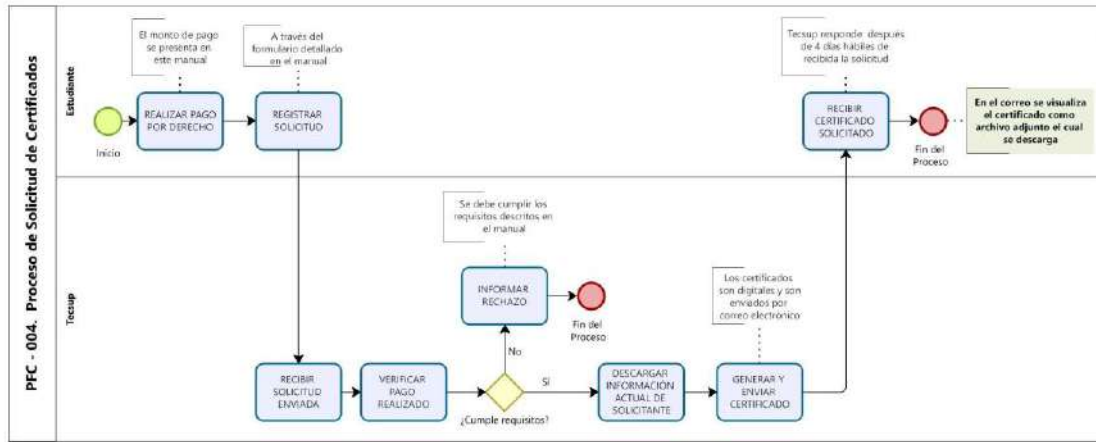 PFC - 004. Proceso de Solicitud de Certificados
Estudiante
El monto de pago
se presenta en
este manual
A través del
formulario detallado
en el manual
Tecsup responde después
de 4 días hábiles de
recibida la solicitud
Inicio
REALIZAR PAGO
POR DERECHO
REGISTRAR
SOLICITUD
RECIBIR
CERTIFICADO
SOLICITADO
Fin del
Proceso
En el correo se visualiza
el certificado como
archivo adjunto el cual
se descarga
Tecsup
Se debe cumplir los
requisitos descritos en
el manual
INFORMAR
RECHAZO
Fin del
Proceso
Los certificados
son digitales y son
enviados por
correo electrónico
No
RECIBIR
SOLICITUD
ENVIADA
VERIFICAR
PAGO
REALIZADO
¿Cumple requisitos?
Sí
DESCARGAR
INFORMACIÓN
ACTUAL DE
SOLICITANTE
GENERAR Y
ENVIAR
CERTIFICADO